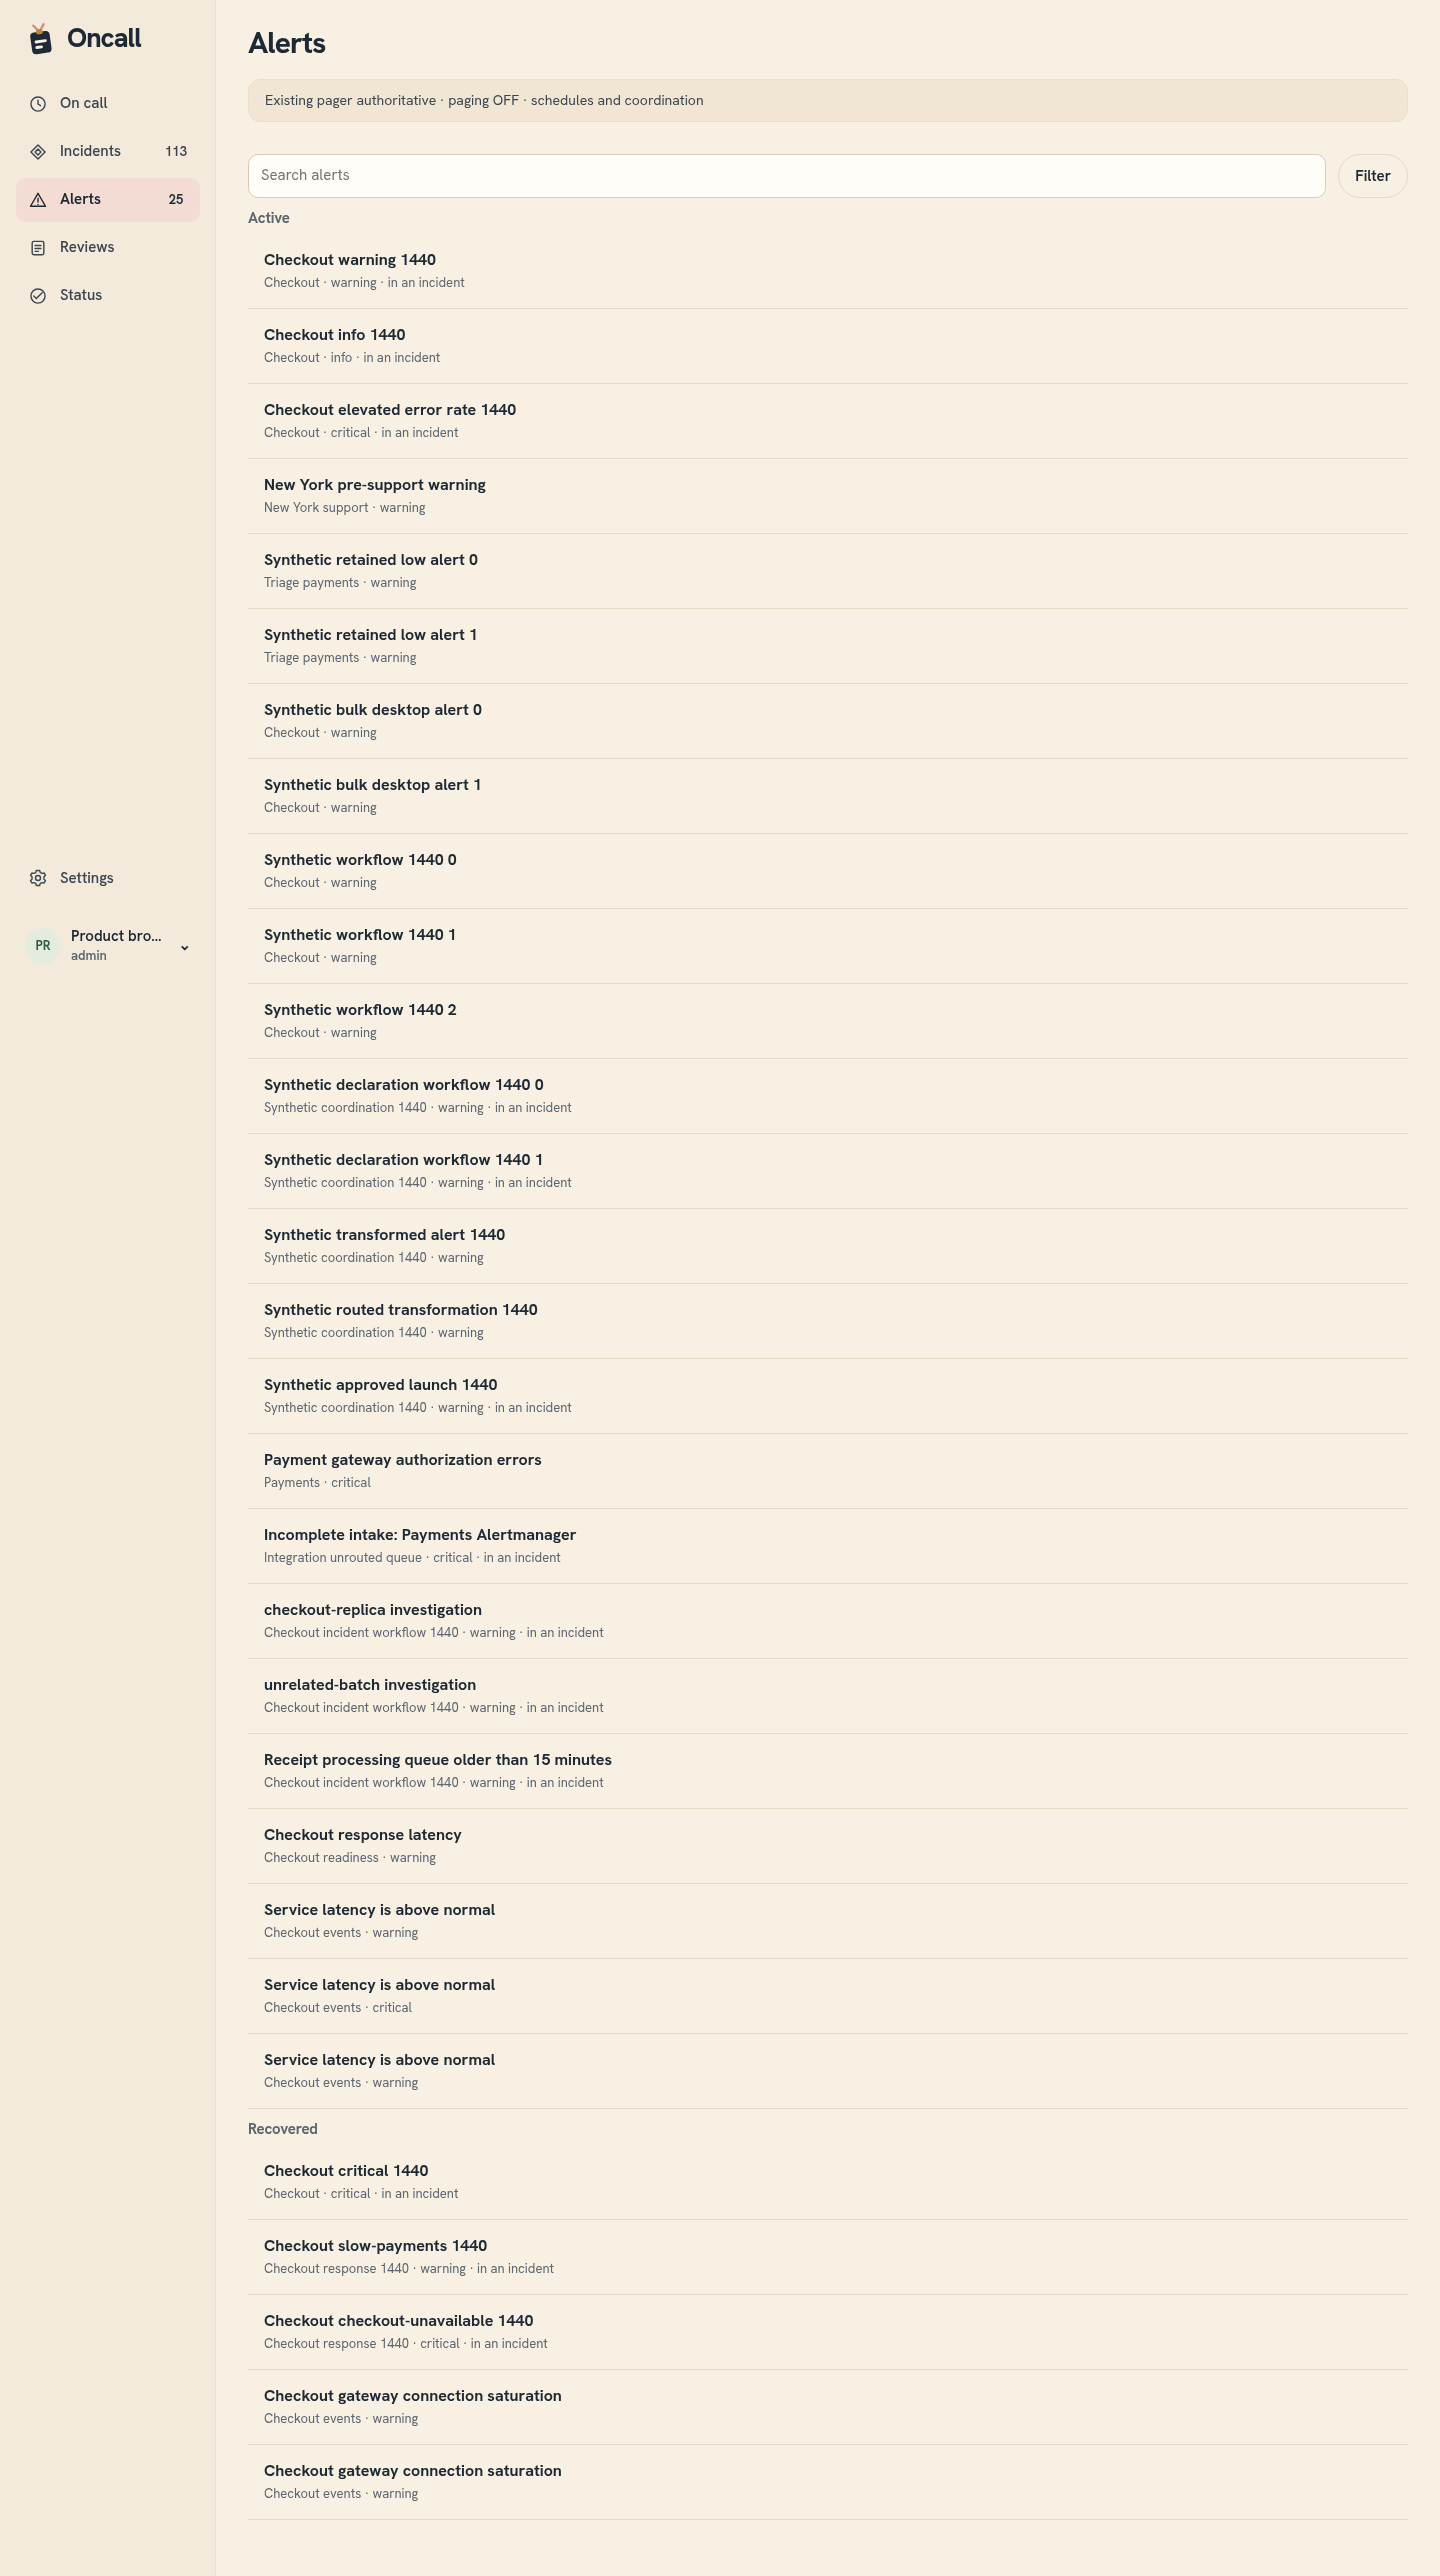 Oncall
On call
Incidents 113
Alerts 25
Reviews
Status
Settings
PR
Product bro...
admin
Alerts
Existing pager authoritative · paging OFF · schedules and coordination
Search alerts
Filter
Active
Checkout warning 1440
Checkout · warning · in an incident
Checkout info 1440
Checkout · info · in an incident
Checkout elevated error rate 1440
Checkout · critical · in an incident
New York pre-support warning
New York support · warning
Synthetic retained low alert 0
Triage payments · warning
Synthetic retained low alert 1
Triage payments · warning
Synthetic bulk desktop alert 0
Checkout · warning
Synthetic bulk desktop alert 1
Checkout · warning
Synthetic workflow 1440 0
Checkout · warning
Synthetic workflow 1440 1
Checkout · warning
Synthetic workflow 1440 2
Checkout · warning
Synthetic declaration workflow 1440 0
Synthetic coordination 1440 · warning · in an incident
Synthetic declaration workflow 1440 1
Synthetic coordination 1440 · warning · in an incident
Synthetic transformed alert 1440
Synthetic coordination 1440 · warning
Synthetic routed transformation 1440
Synthetic coordination 1440 · warning
Synthetic approved launch 1440
Synthetic coordination 1440 · warning · in an incident
Payment gateway authorization errors
Payments · critical
Incomplete intake: Payments Alertmanager
Integration unrouted queue · critical · in an incident
checkout-replica investigation
Checkout incident workflow 1440 · warning · in an incident
unrelated-batch investigation
Checkout incident workflow 1440 · warning · in an incident
Receipt processing queue older than 15 minutes
Checkout incident workflow 1440 · warning · in an incident
Checkout response latency
Checkout readiness · warning
Service latency is above normal
Checkout events · warning
Service latency is above normal
Checkout events · critical
Service latency is above normal
Checkout events · warning
Recovered
Checkout critical 1440
Checkout · critical · in an incident
Checkout slow-payments 1440
Checkout response 1440 · warning · in an incident
Checkout checkout-unavailable 1440
Checkout response 1440 · critical · in an incident
Checkout gateway connection saturation
Checkout events · warning
Checkout gateway connection saturation
Checkout events · warning